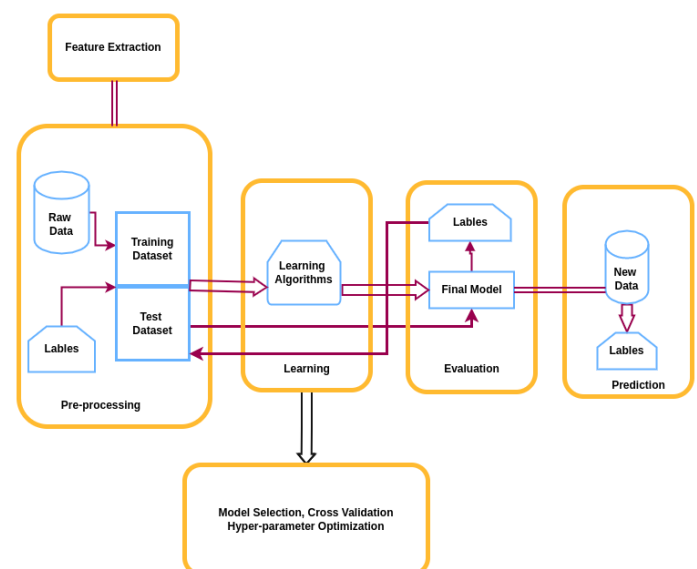 Feature Extraction
Raw
Data
Training
Dataset
Test
Dataset
Lables
Pre-processing
Learning
Algorithms
Learning
Lables
Final Model
Evaluation
New
Data
Lables
Prediction
Model Selection, Cross Validation
Hyper-parameter Optimization